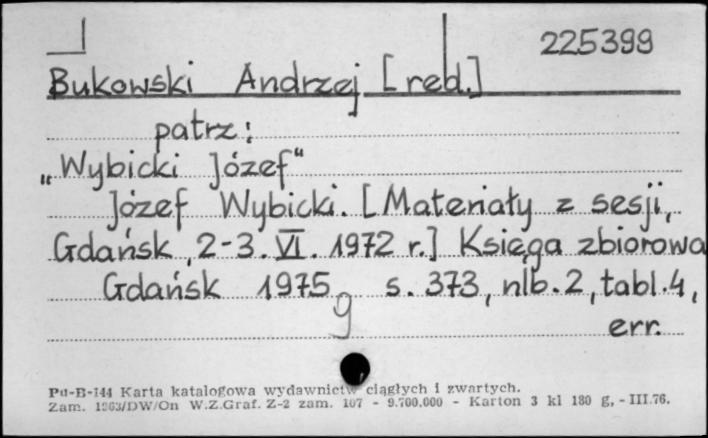 225399
Bukowski Andrzej [red.]
patrz:
„Wybicki Józef“
Józef Wybicki. [Materiały z sesji,
Gdańsk, 2-3. VI. 1972 r.] Księga zbiorowa
Gdańsk 1975 s. 373, nlb. 2, tabl. 4,
g
err.
Pu-B-144 Karta katalogowa wydawnictw ciągłych i zwartych.
Zam. 1963/DW/On W.Z.Graf. Z-2 zam. 107 - 9.700.000 - Karton 3 kl 180 g. - III.76.